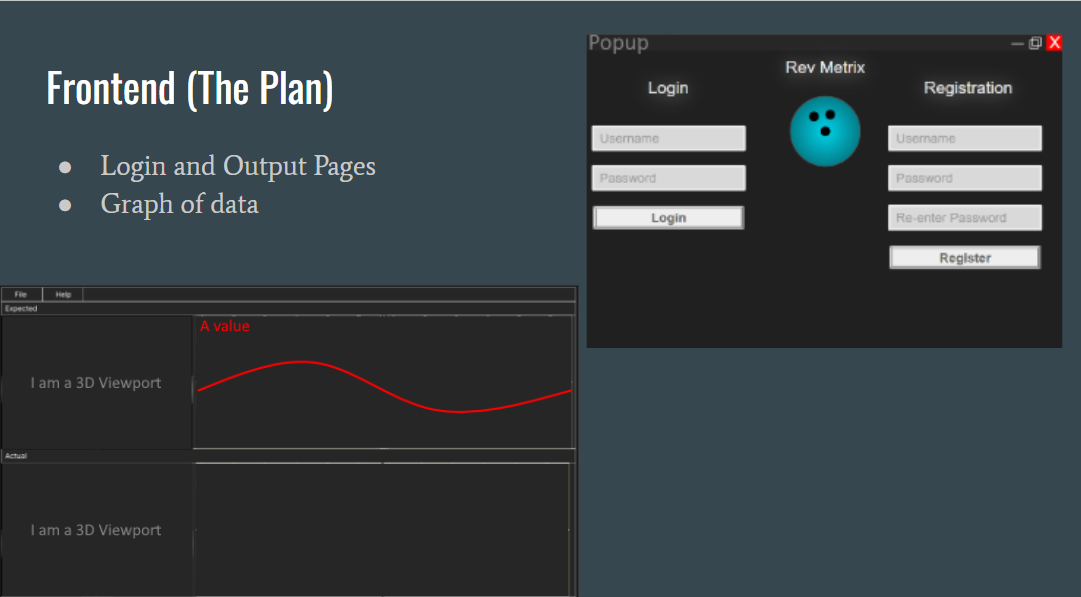 Frontend (The Plan)
● Login and Output Pages
● Graph of data
Popup
X
Rev Metrix
Login
Username
Password
Login
Registration
Username
Password
Re-enter Password
Register
File Help
Expected
A value
I am a 3D Viewport
Actual
I am a 3D Viewport